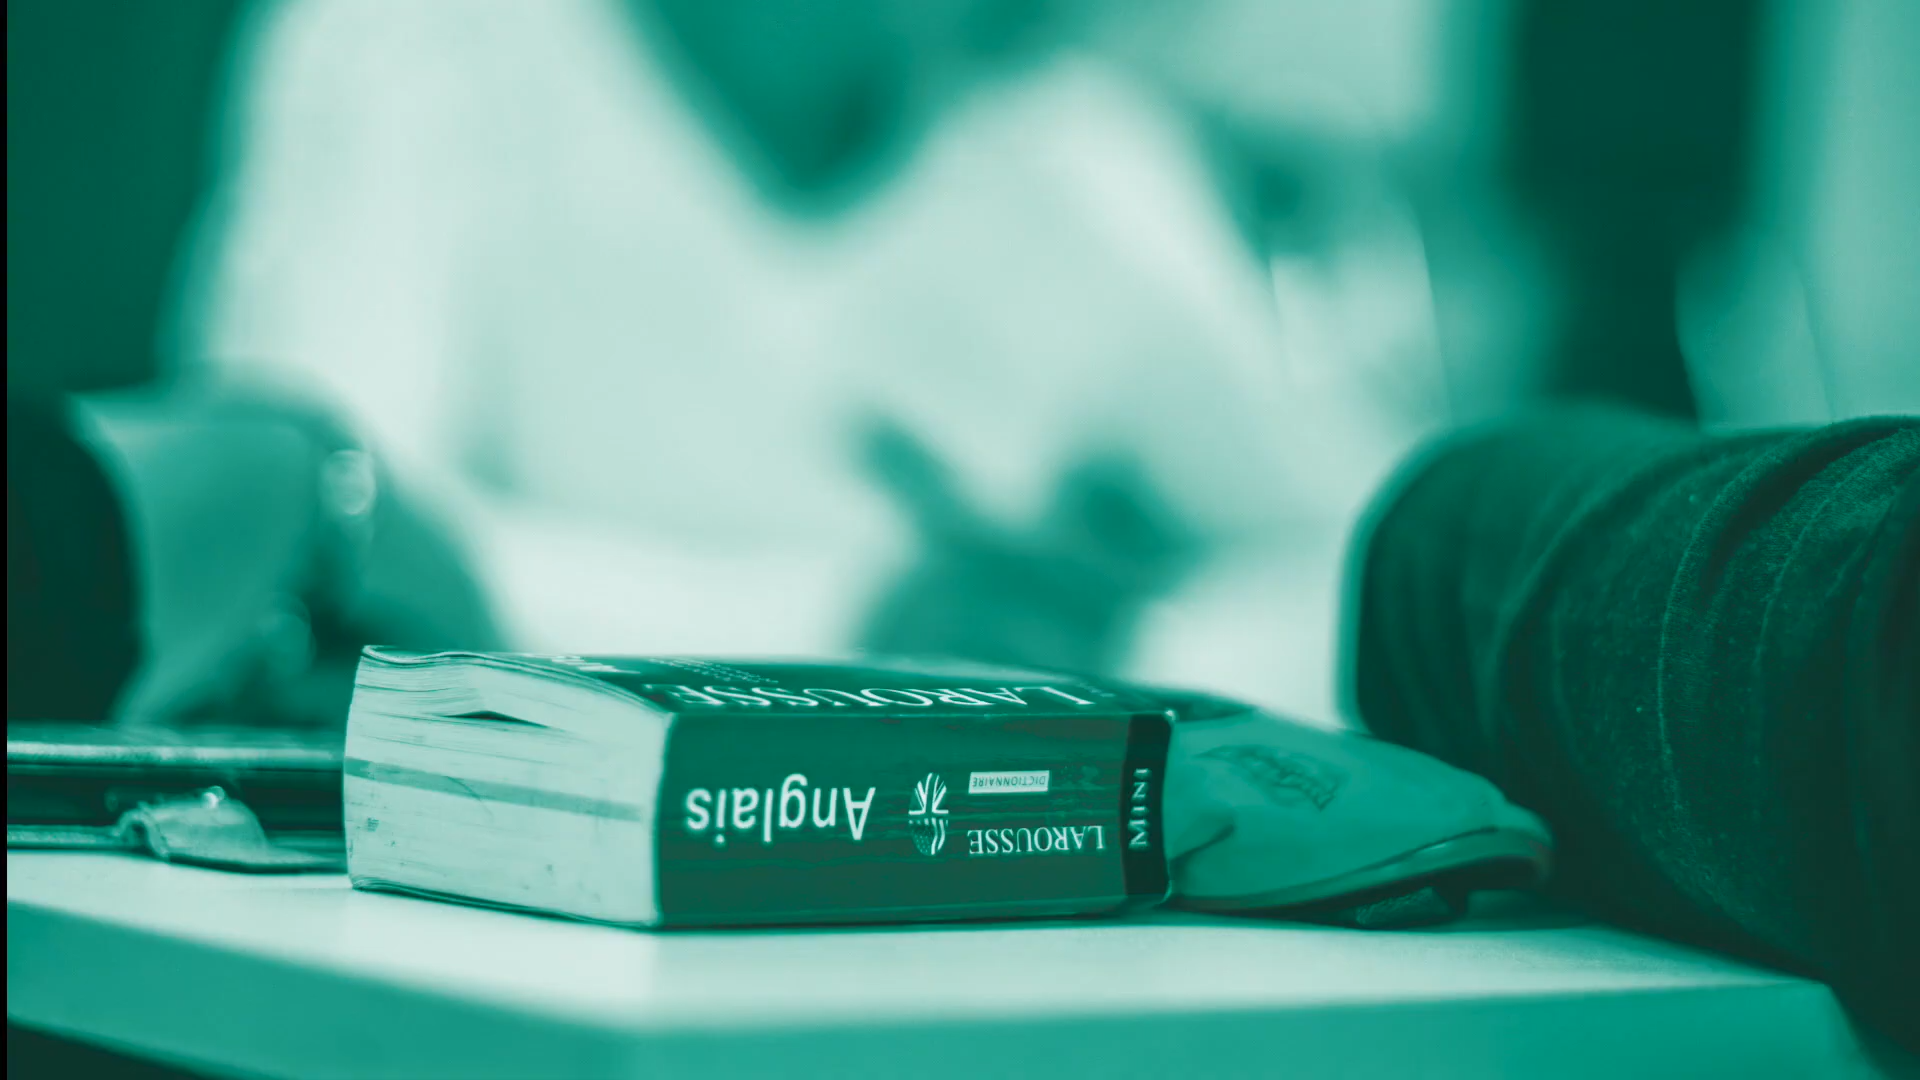 LAROUSSE
MINI
LAROUSSE
DICTIONNAIRE
Anglais